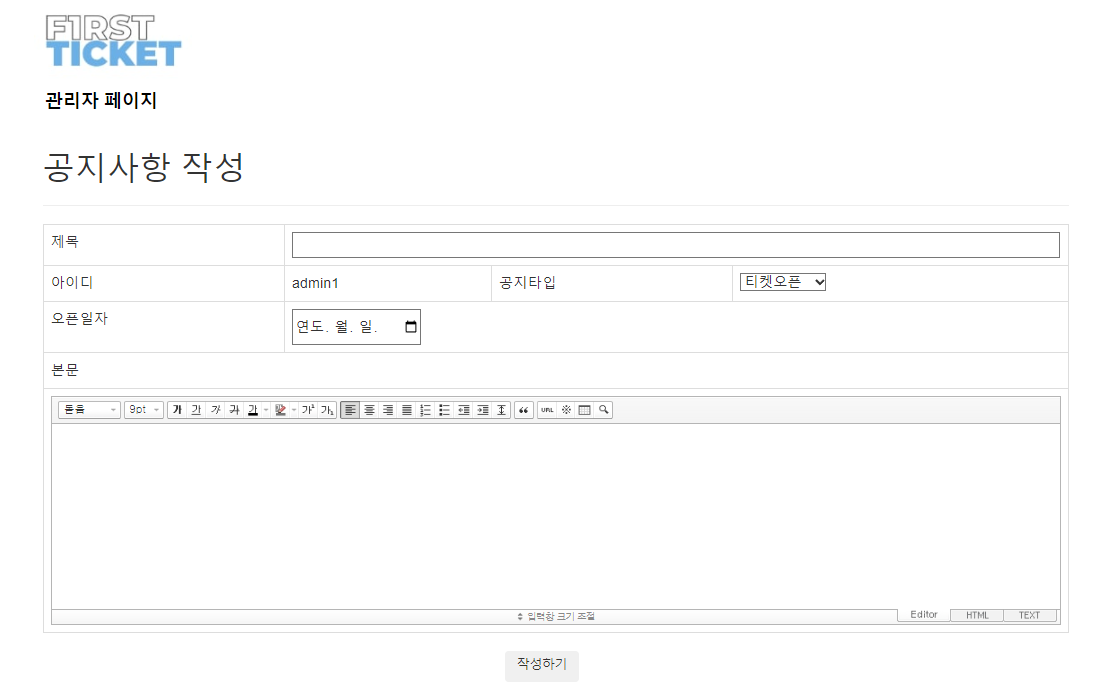 F1RST
TICKET
관리자 페이지
공지사항 작성
제목
아이디 admin1 공지타입 티켓오픈
오픈일자 연도. 월. 일.
본문
돋움 9pt 가 가 가 가 가 가² 가₁ URL ※
입력창 크기 조절 Editor HTML TEXT
작성하기